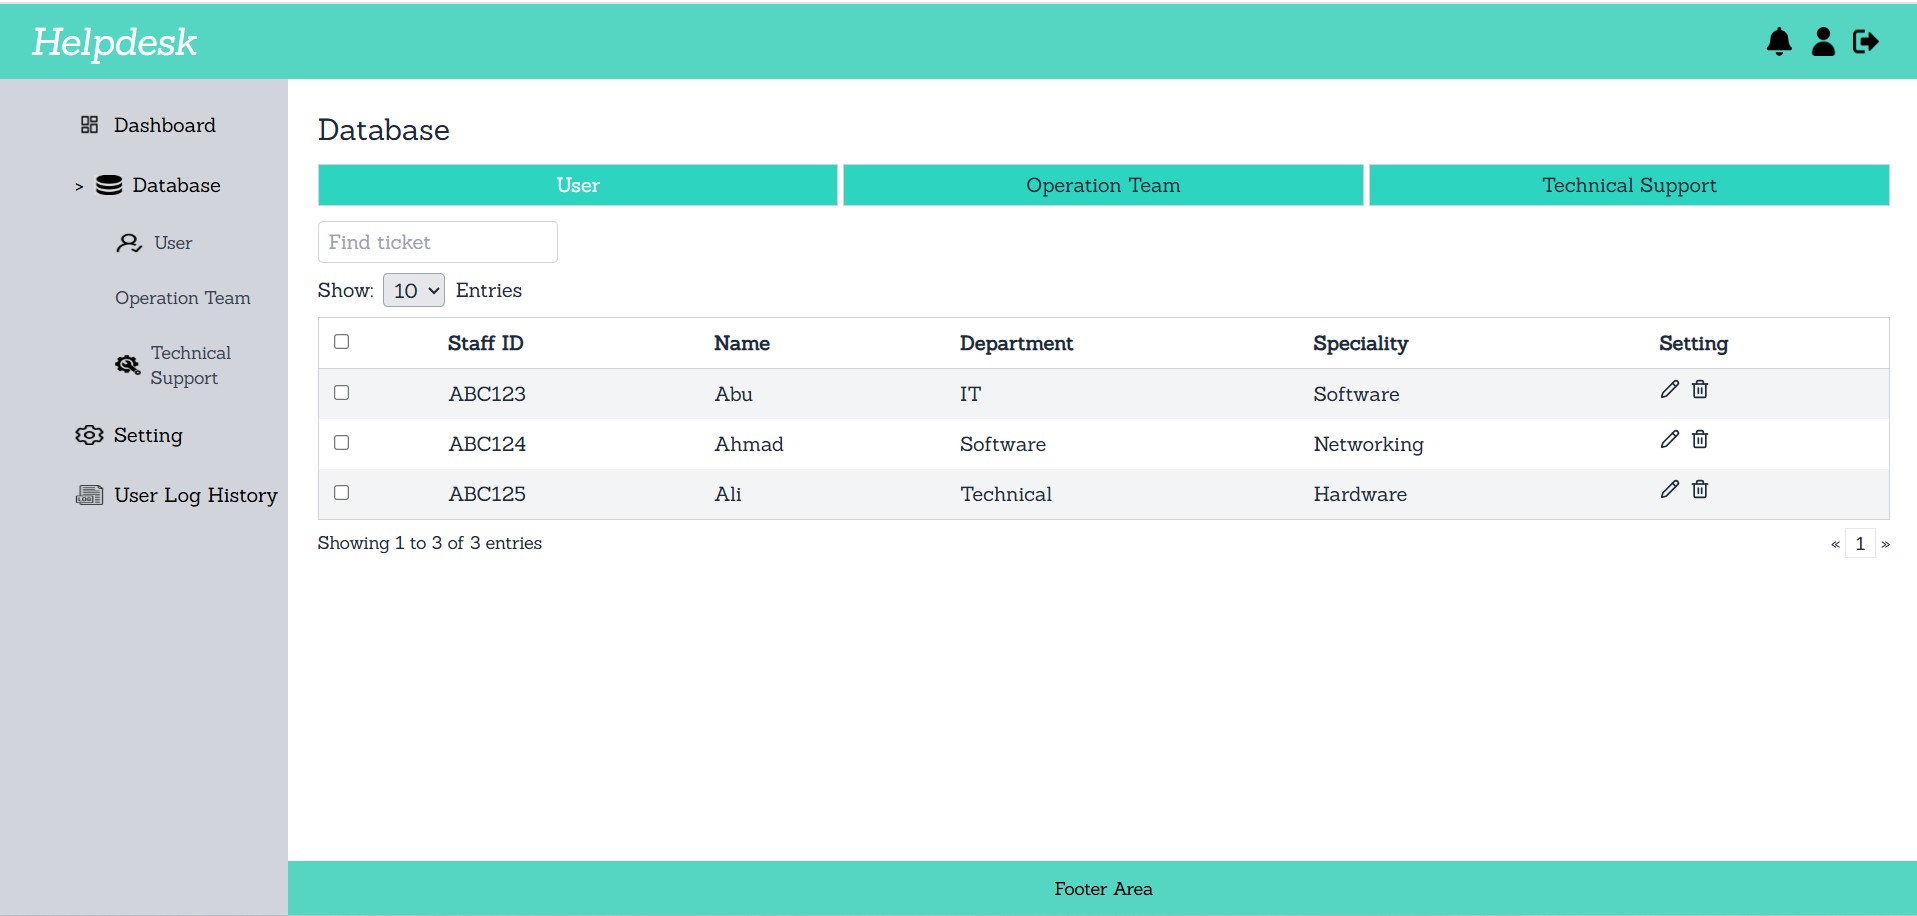 Helpdesk
Dashboard
> Database
User
Operation Team
Technical
Support
Setting
LOG User Log History
Database
User Operation Team Technical Support
Find ticket
Show: 10 Entries
Staff ID Name Department Speciality Setting
ABC123 Abu IT Software
ABC124 Ahmad Software Networking
ABC125 Ali Technical Hardware
Showing 1 to 3 of 3 entries « 1 »
Footer Area